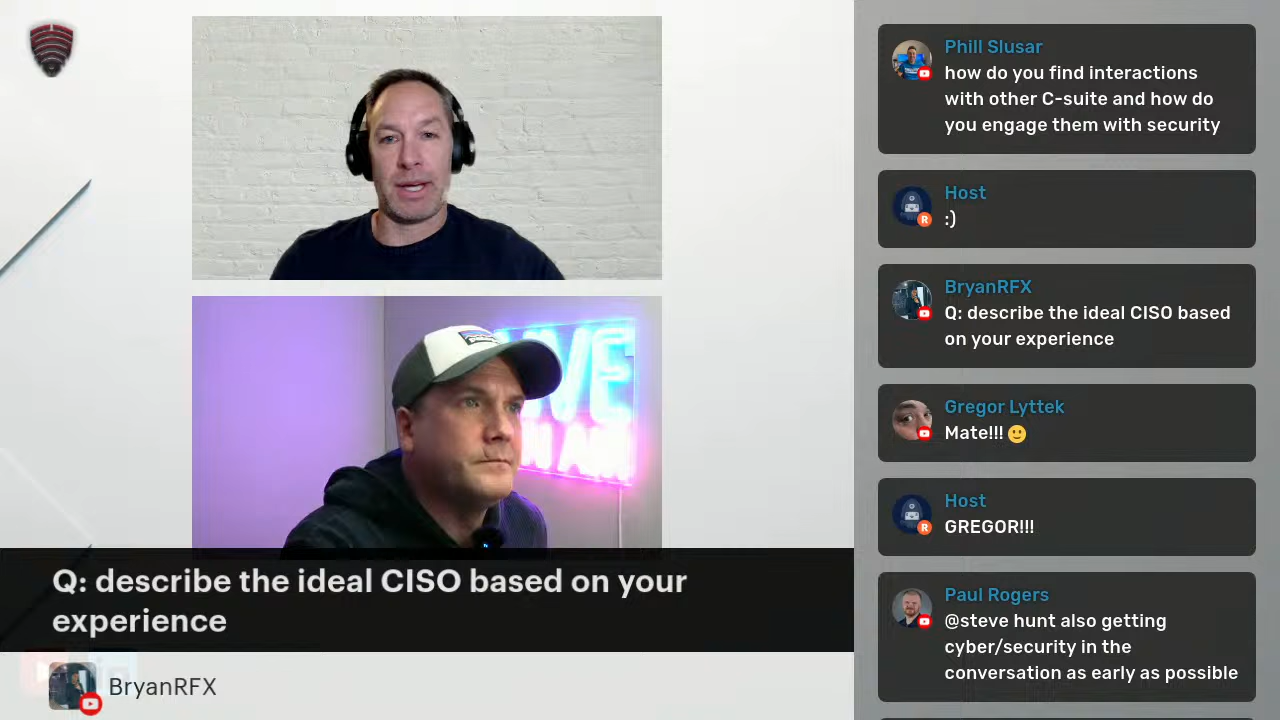 Phill Slusar
how do you find interactions
with other C-suite and how do
you engage them with security
Host
:)
BryanRFX
Q: describe the ideal CISO based
on your experience
Gregor Lyttek
Mate!!! 🙂
Host
GREGOR!!!
Paul Rogers
@steve hunt also getting
cyber/security in the
conversation as early as possible
LIVE
ON AIR
Q: describe the ideal CISO based on your
experience
BryanRFX